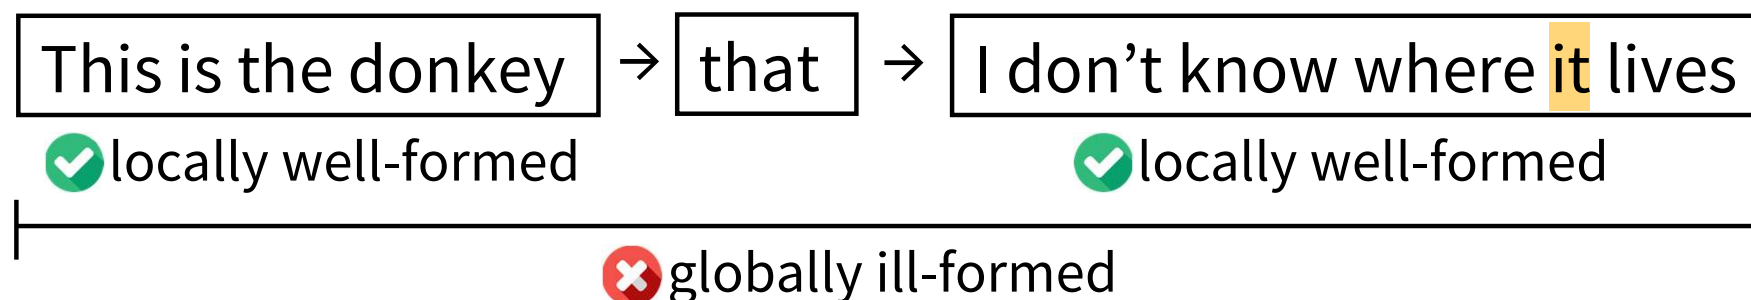 This is the donkey → that → I don’t know where it lives
locally well-formed locally well-formed
globally ill-formed